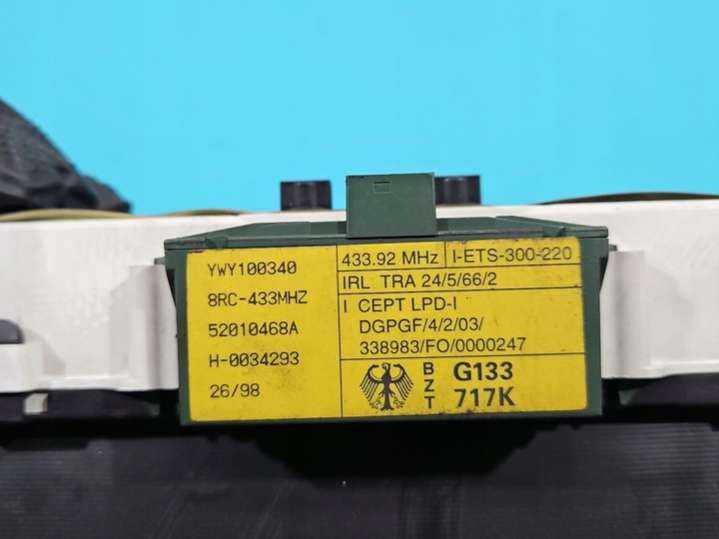 YWY100340
8RC-433MHZ
52010468A
H-0034293
26/98
433.92 MHz I-ETS-300-220
IRL TRA 24/5/66/2
I CEPT LPD-I
DGPGF/4/2/03/
338983/FO/0000247
B
Z
T
G133
717K